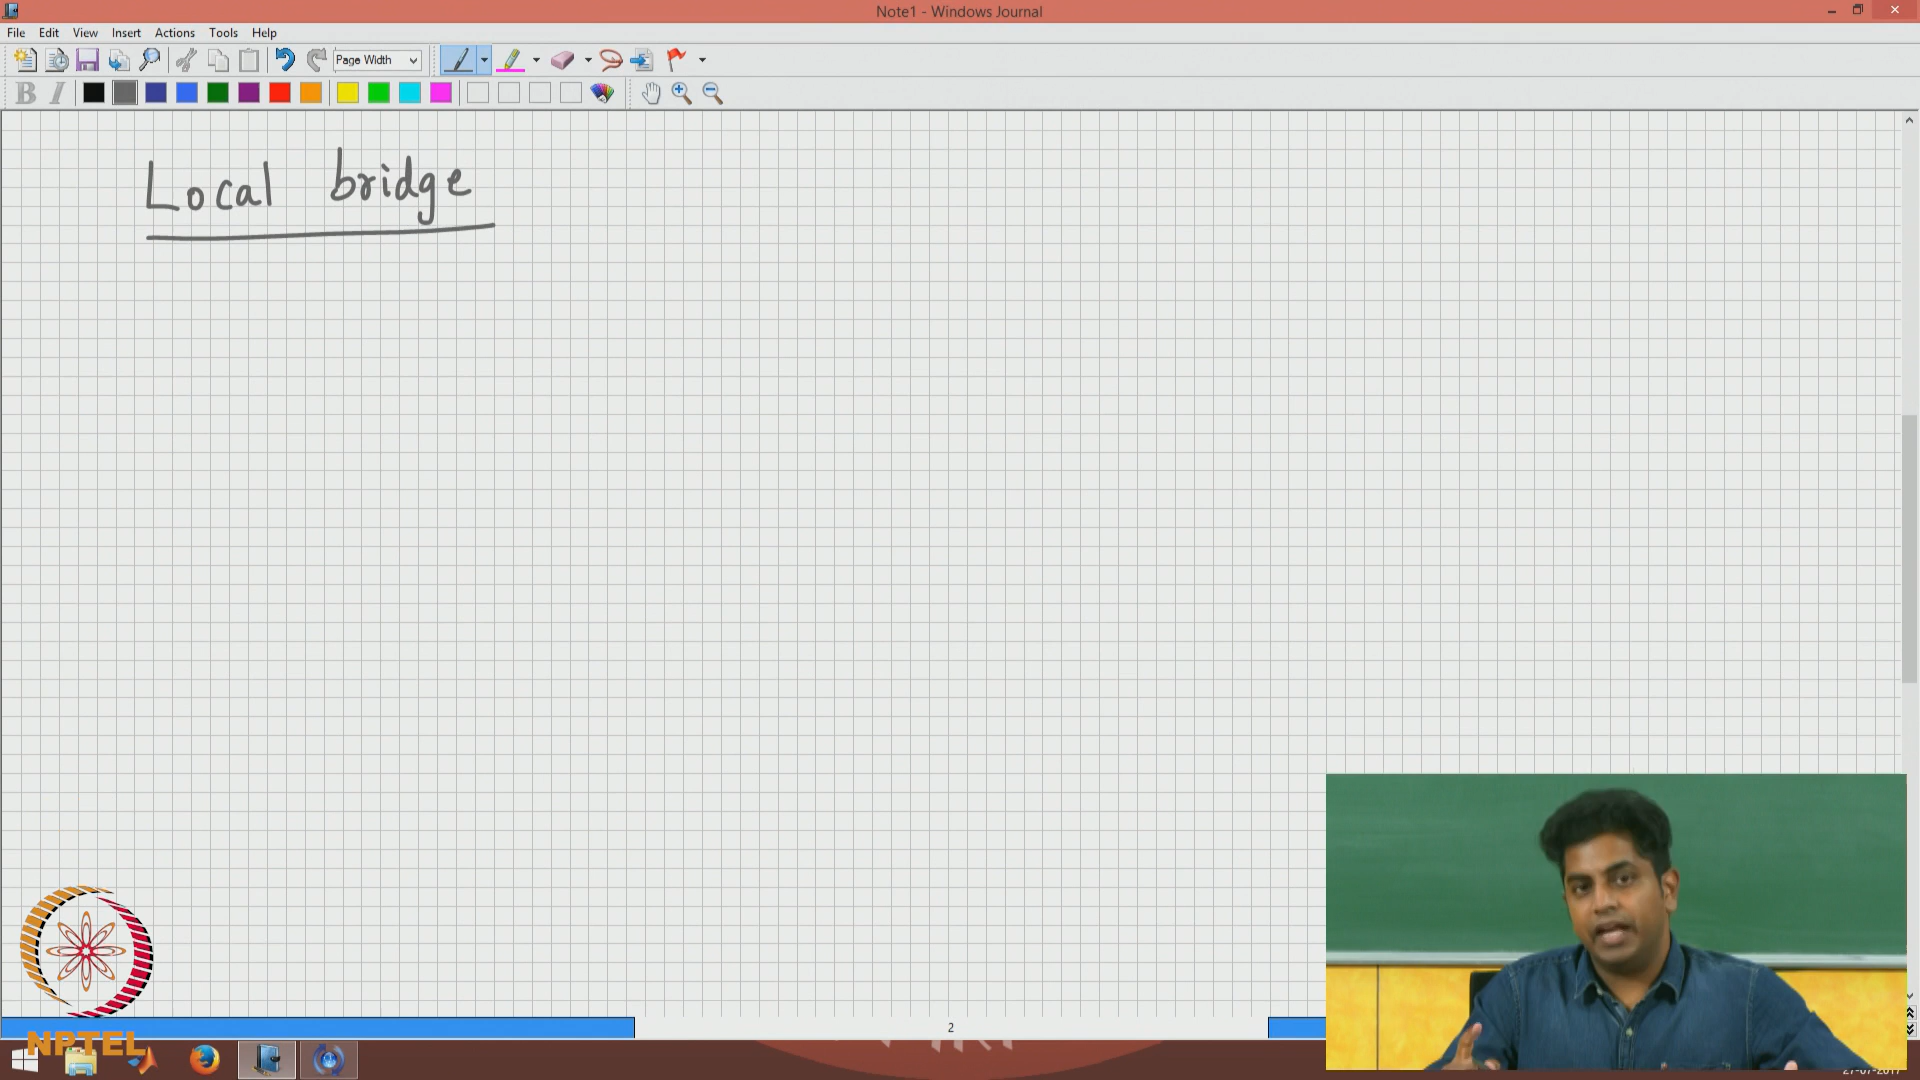 Note1 - Windows Journal
File Edit View Insert Actions Tools Help
Page Width
B I
Local bridge
2
NPTEL